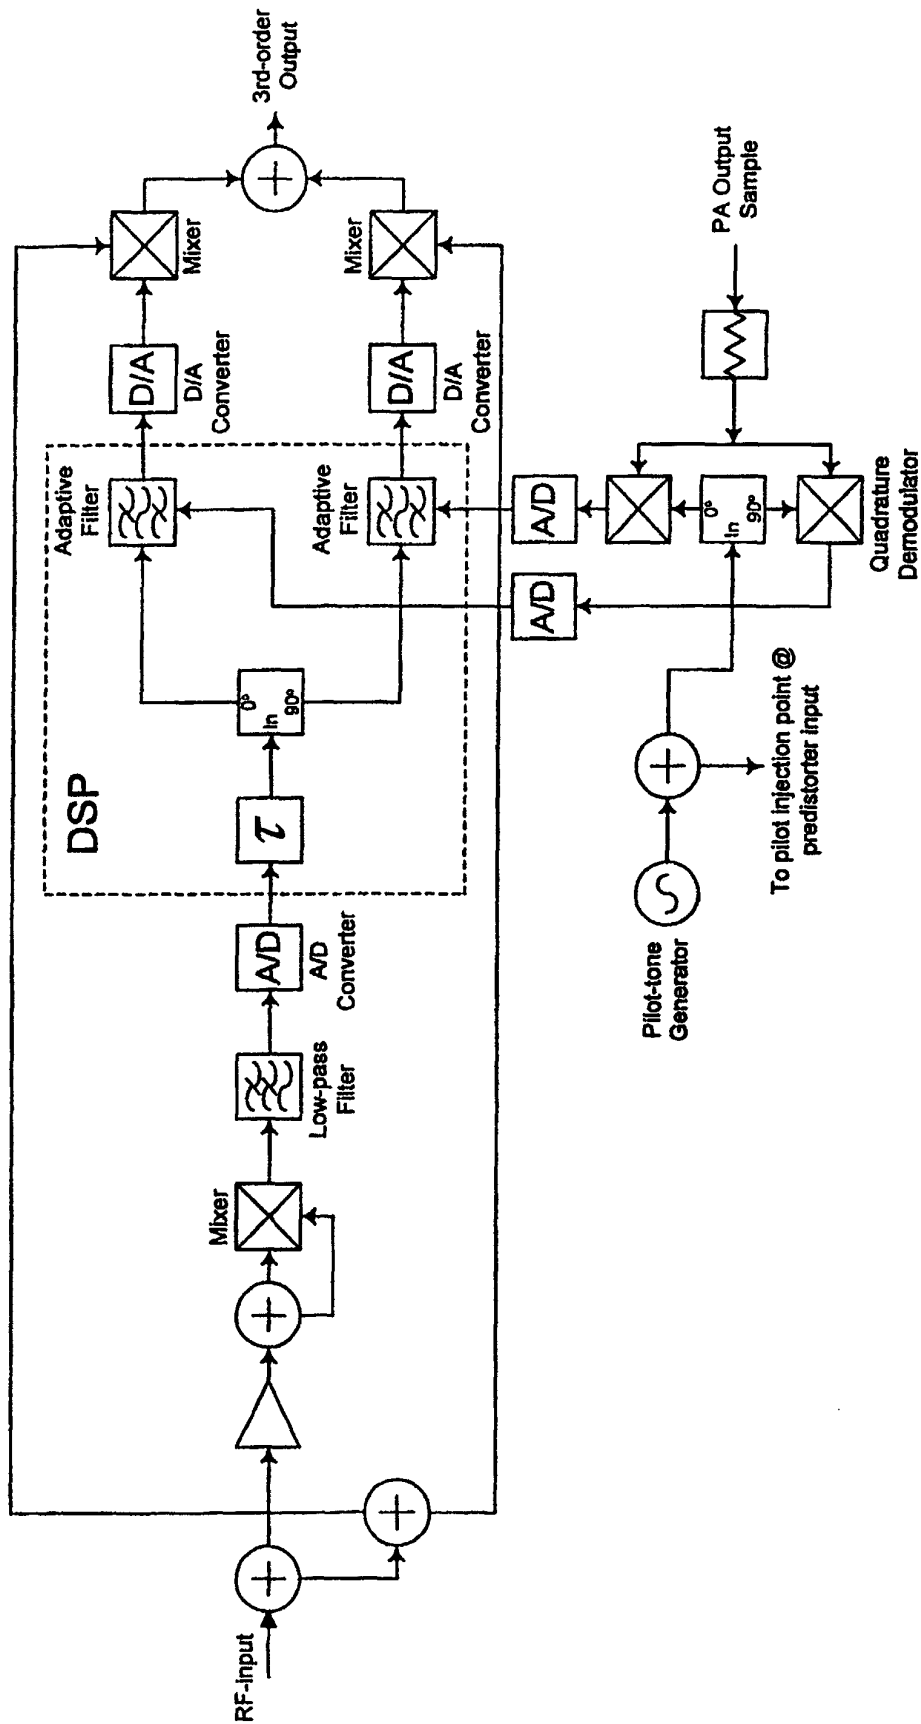 RF-input
Mixer
Low-pass
Filter
A/D
A/D
Converter
DSP
τ
In
0°
90°
Adaptive
Filter
Adaptive
Filter
D/A
D/A
Converter
D/A
D/A
Converter
Mixer
Mixer
3rd-order
Output
Pilot-tone
Generator
To pilot injection point @
predistorter input
A/D
A/D
In
0°
90°
Quadrature
Demodulator
PA Output
Sample